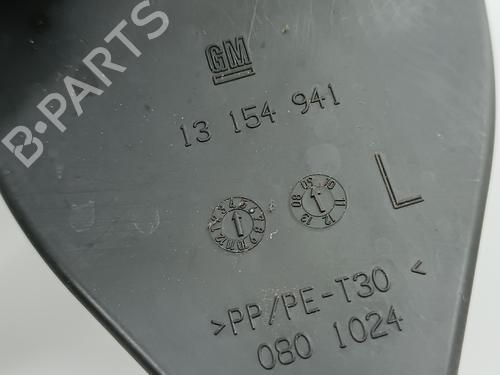 GM
13 154 941
B-PARTS
L
>PP/PE-T30<
080 1024